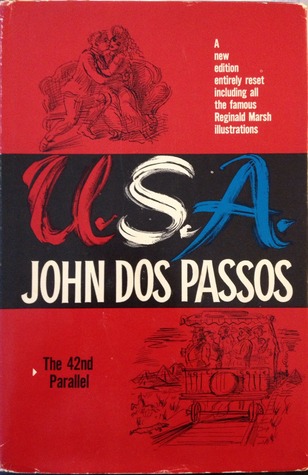 A
new
edition
entirely reset
including all
the famous
Reginald Marsh
illustrations
U.S.A.
JOHN DOS PASSOS
The 42nd
Parallel